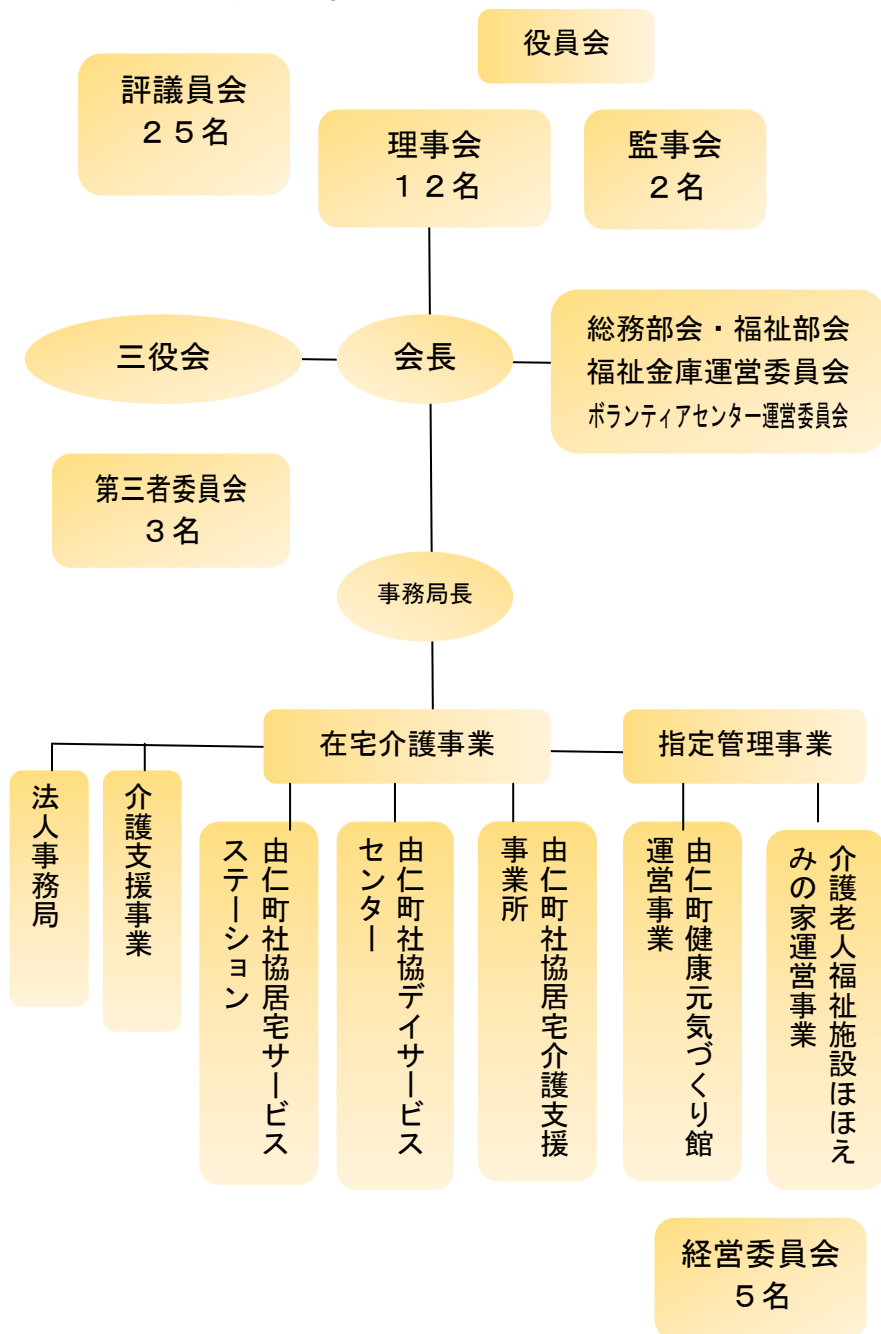 役員会
評議員会
２５名
理事会
１２名
監事会
２名
三役会
会長
総務部会・福祉部会
福祉金庫運営委員会
ボランティアセンター運営委員会
第三者委員会
３名
事務局長
在宅介護事業
指定管理事業
法人事務局
介護支援事業
由仁町社協居宅サービス
ステーション
由仁町社協デイサービス
センター
由仁町社協居宅介護支援
事業所
由仁町健康元気づくり館
運営事業
介護老人福祉施設ほほえ
みの家運営事業
経営委員会
５名